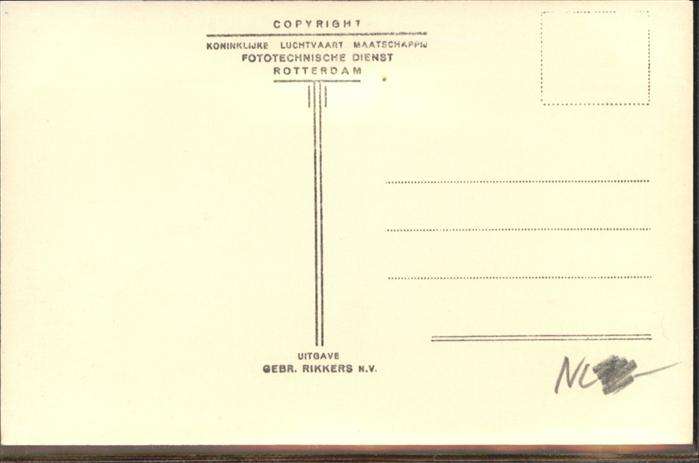 COPYRIGHT
KONINKLIJKE LUCHTVAART MAATSCHAPPIJ
FOTOTECHNISCHE DIENST
ROTTERDAM
UITGAVE
GEBR. RIKKERS N.V.
NL